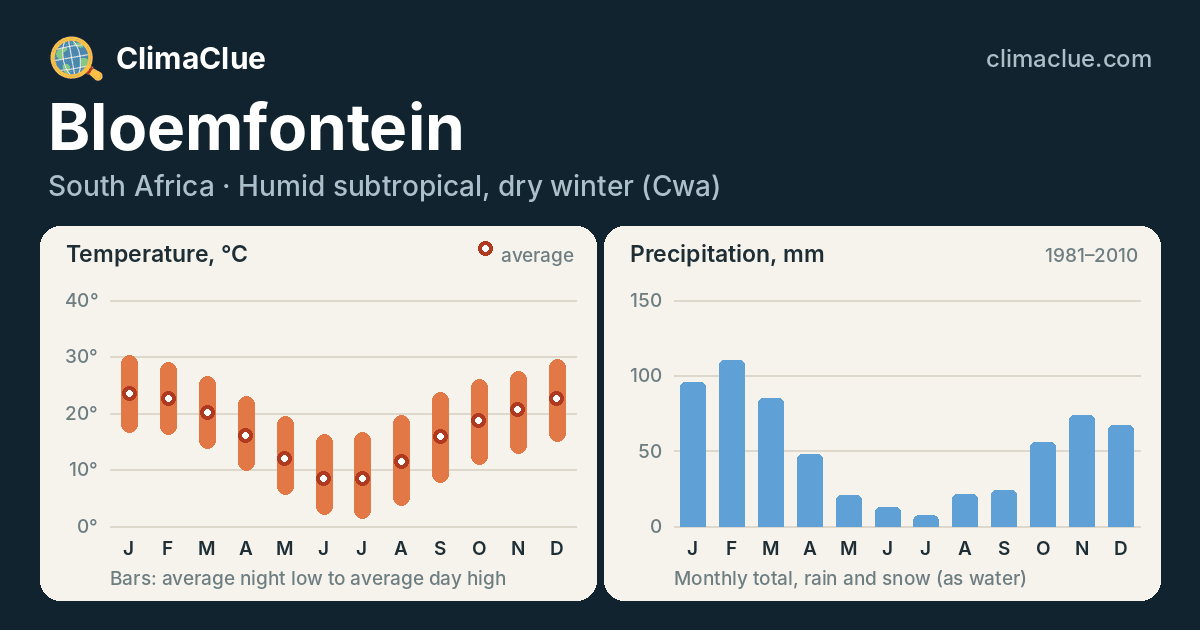 ClimaClue
climaclue.com
Bloemfontein
South Africa · Humid subtropical, dry winter (Cwa)
Temperature, °C
average
40°
30°
20°
10°
0°
J F M A M J J A S O N D
Bars: average night low to average day high
Precipitation, mm
1981–2010
150
100
50
0
J F M A M J J A S O N D
Monthly total, rain and snow (as water)